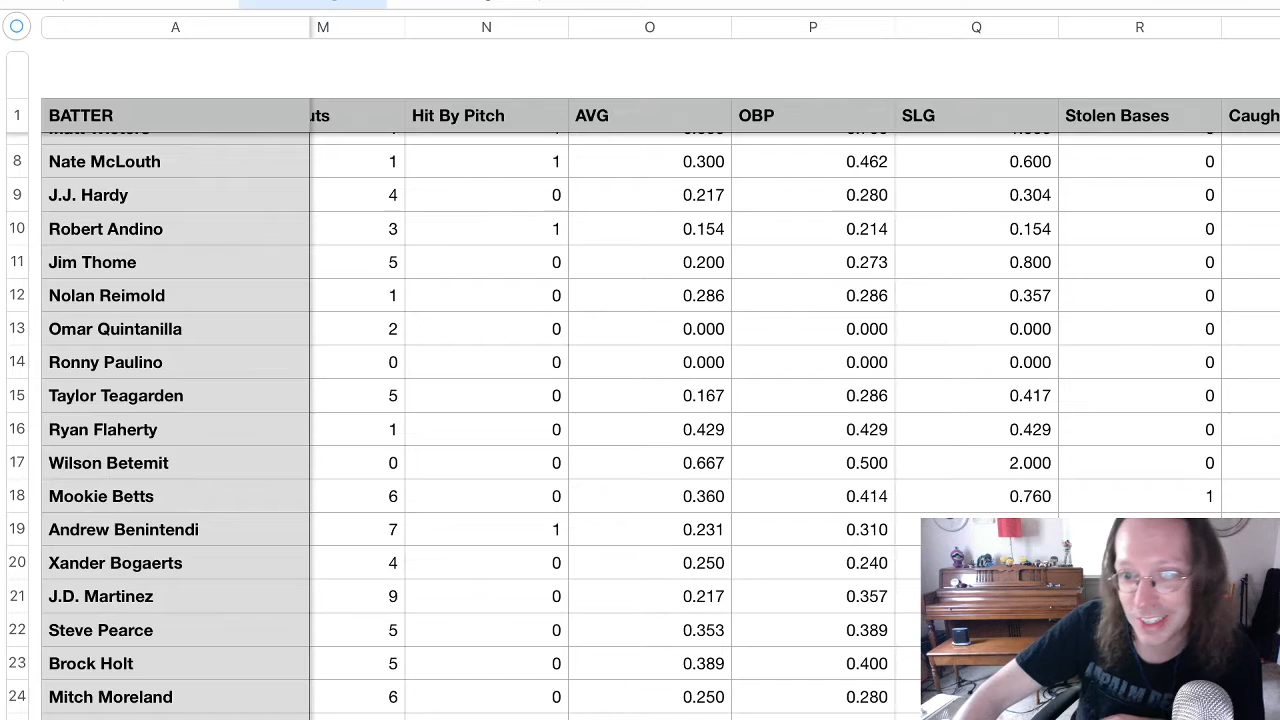 A M N O P Q R
1 BATTER uts Hit By Pitch AVG OBP SLG Stolen Bases Caugh
8 Nate McLouth 1 1 0.300 0.462 0.600 0
9 J.J. Hardy 4 0 0.217 0.280 0.304 0
10 Robert Andino 3 1 0.154 0.214 0.154 0
11 Jim Thome 5 0 0.200 0.273 0.800 0
12 Nolan Reimold 1 0 0.286 0.286 0.357 0
13 Omar Quintanilla 2 0 0.000 0.000 0.000 0
14 Ronny Paulino 0 0 0.000 0.000 0.000 0
15 Taylor Teagarden 5 0 0.167 0.286 0.417 0
16 Ryan Flaherty 1 0 0.429 0.429 0.429 0
17 Wilson Betemit 0 0 0.667 0.500 2.000 0
18 Mookie Betts 6 0 0.360 0.414 0.760 1
19 Andrew Benintendi 7 1 0.231 0.310
20 Xander Bogaerts 4 0 0.250 0.240
21 J.D. Martinez 9 0 0.217 0.357
22 Steve Pearce 5 0 0.353 0.389
23 Brock Holt 5 0 0.389 0.400
24 Mitch Moreland 6 0 0.250 0.280